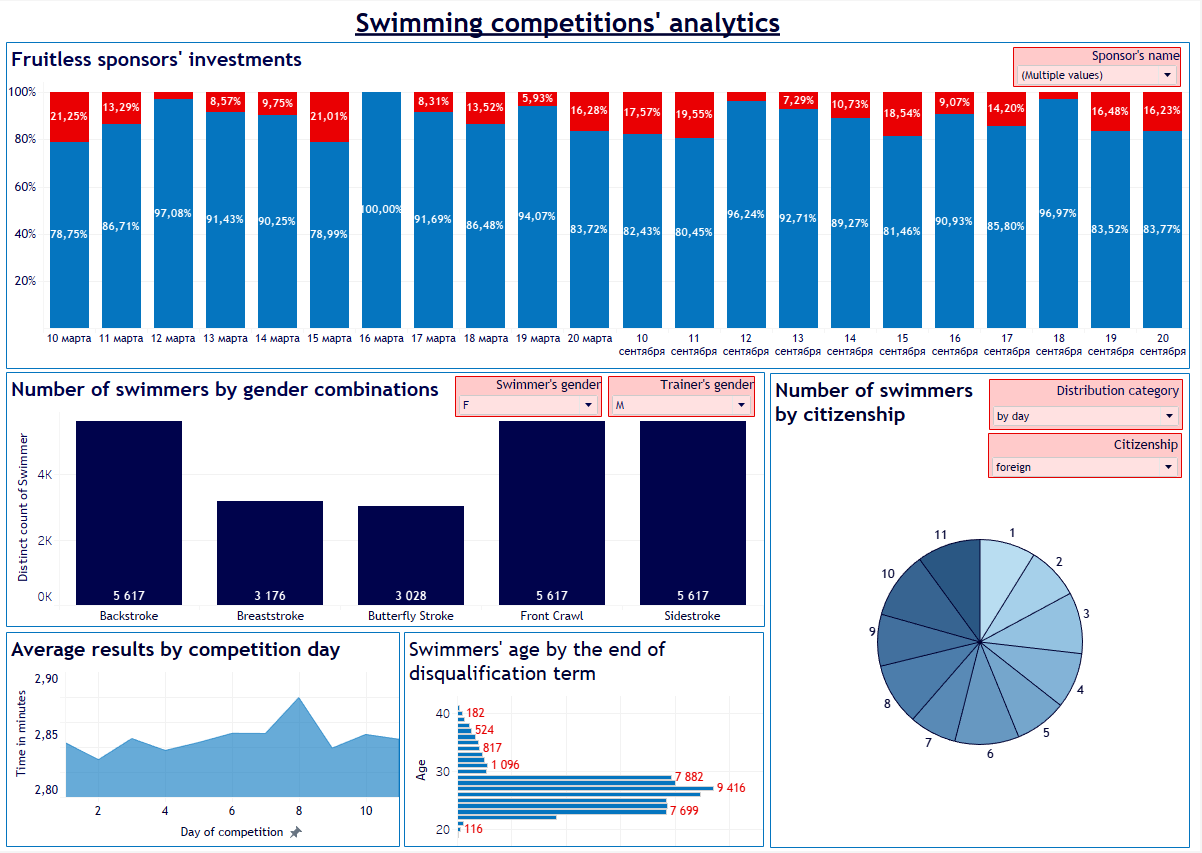 Swimming competitions' analytics
Fruitless sponsors' investments
Sponsor's name
(Multiple values)
100%
80%
60%
40%
20%
21,25% 13,29% 8,57% 9,75% 21,01% 8,31% 13,52% 5,93% 16,28% 17,57% 19,55% 7,29% 10,73% 18,54% 9,07% 14,20% 16,48% 16,23%
78,75% 86,71% 97,08% 91,43% 90,25% 78,99% 100,00% 91,69% 86,48% 94,07% 83,72% 82,43% 80,45% 96,24% 92,71% 89,27% 81,46% 90,93% 85,80% 96,97% 83,52% 83,77%
10 марта 11 марта 12 марта 13 марта 14 марта 15 марта 16 марта 17 марта 18 марта 19 марта 20 марта 10 11 12 13 14 15 16 17 18 19 20
сентября сентября сентября сентября сентября сентября сентября сентября сентября сентября сентября
Number of swimmers by gender combinations
Swimmer's gender
F
Trainer's gender
M
Distinct count of Swimmer
4K
2K
0K
5 617 3 176 3 028 5 617 5 617
Backstroke Breaststroke Butterfly Stroke Front Crawl Sidestroke
Number of swimmers
by citizenship
Distribution category
by day
Citizenship
foreign
1
2
3
4
5
6
7
8
9
10
11
Average results by competition day
Time in minutes
2,90
2,85
2,80
2 4 6 8 10
Day of competition
Swimmers' age by the end of
disqualification term
Age
40
30
20
182
524
817
1 096
7 882
9 416
7 699
116